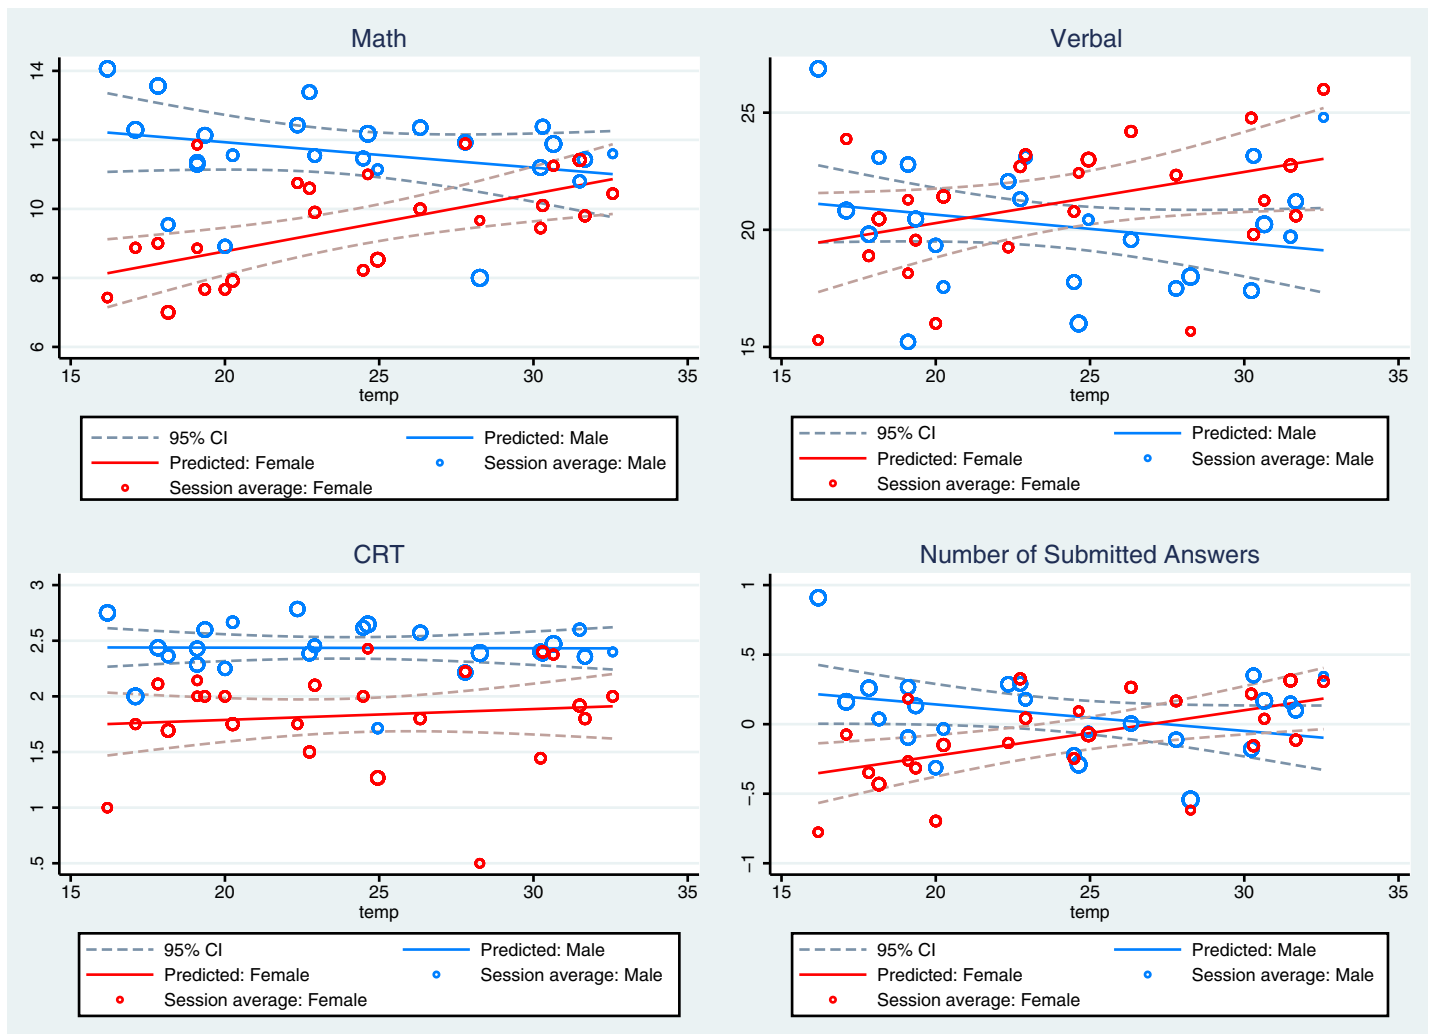 Math
14
12
10
8
6
15 20 25 30 35
temp
95% CI Predicted: Male
Predicted: Female Session average: Male
Session average: Female
Verbal
25
20
15
15 20 25 30 35
temp
95% CI Predicted: Male
Predicted: Female Session average: Male
Session average: Female
CRT
3
2.5
2
1.5
1
.5
15 20 25 30 35
temp
95% CI Predicted: Male
Predicted: Female Session average: Male
Session average: Female
Number of Submitted Answers
1
.5
0
-.5
-1
15 20 25 30 35
temp
95% CI Predicted: Male
Predicted: Female Session average: Male
Session average: Female